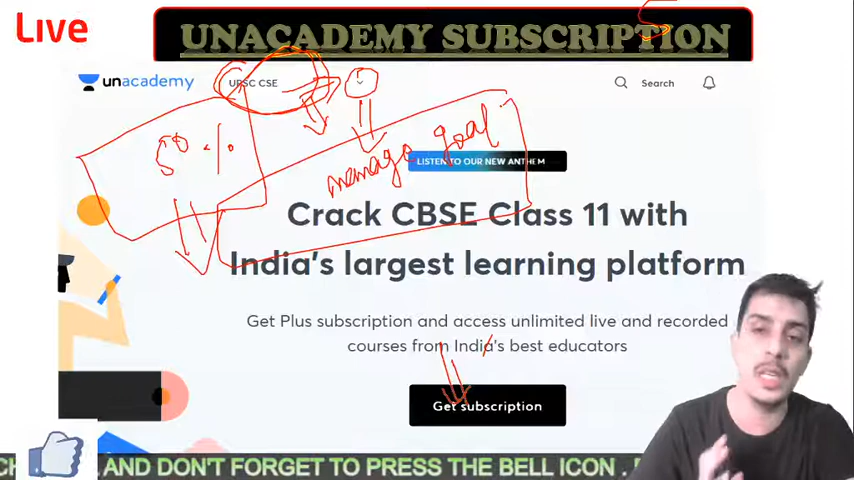 Live
UNACADEMY SUBSCRIPTION
unacademy
UPSC CSE
Search
50 %
manage goal
LISTEN TO OUR NEW ANTHEM
Crack CBSE Class 11 with
India's largest learning platform
Get Plus subscription and access unlimited live and recorded
courses from India's best educators
Get subscription
AND DON'T FORGET TO PRESS THE BELL ICON .